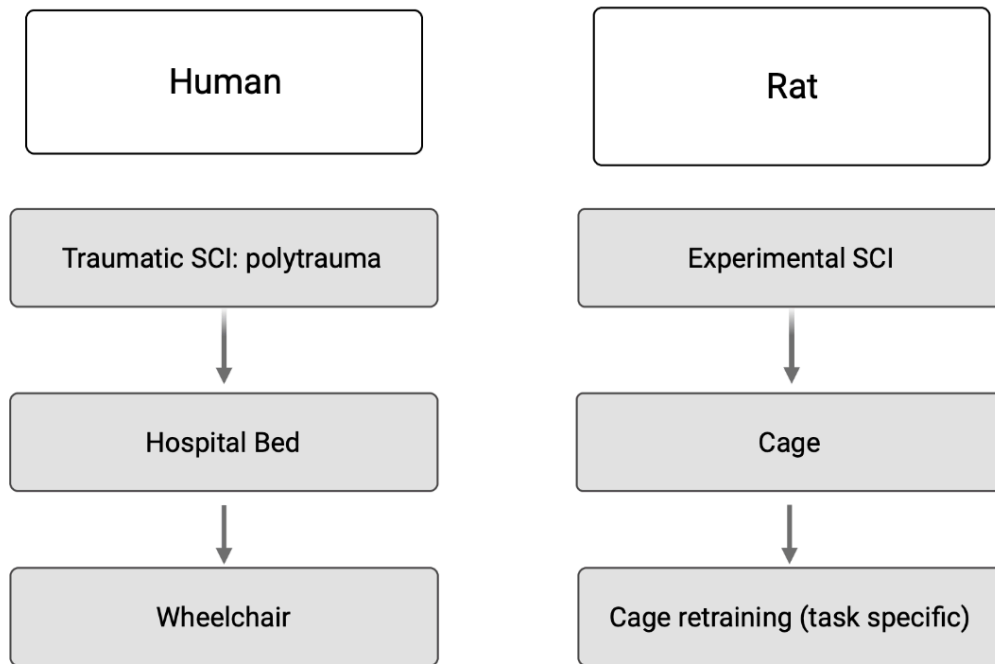 Human
Rat
Traumatic SCI: polytrauma
Experimental SCI
Hospital Bed
Cage
Wheelchair
Cage retraining (task specific)